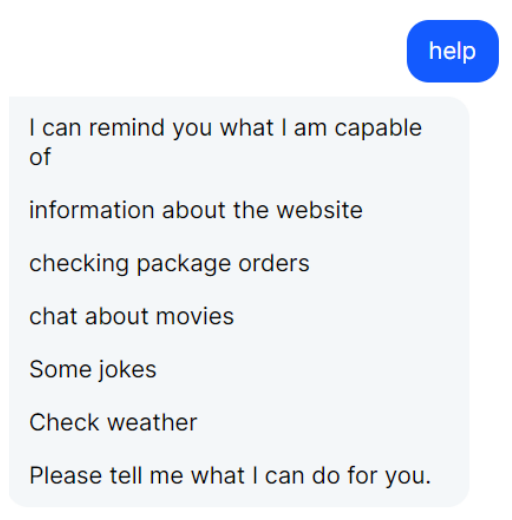 help
I can remind you what I am capable
of
information about the website
checking package orders
chat about movies
Some jokes
Check weather
Please tell me what I can do for you.